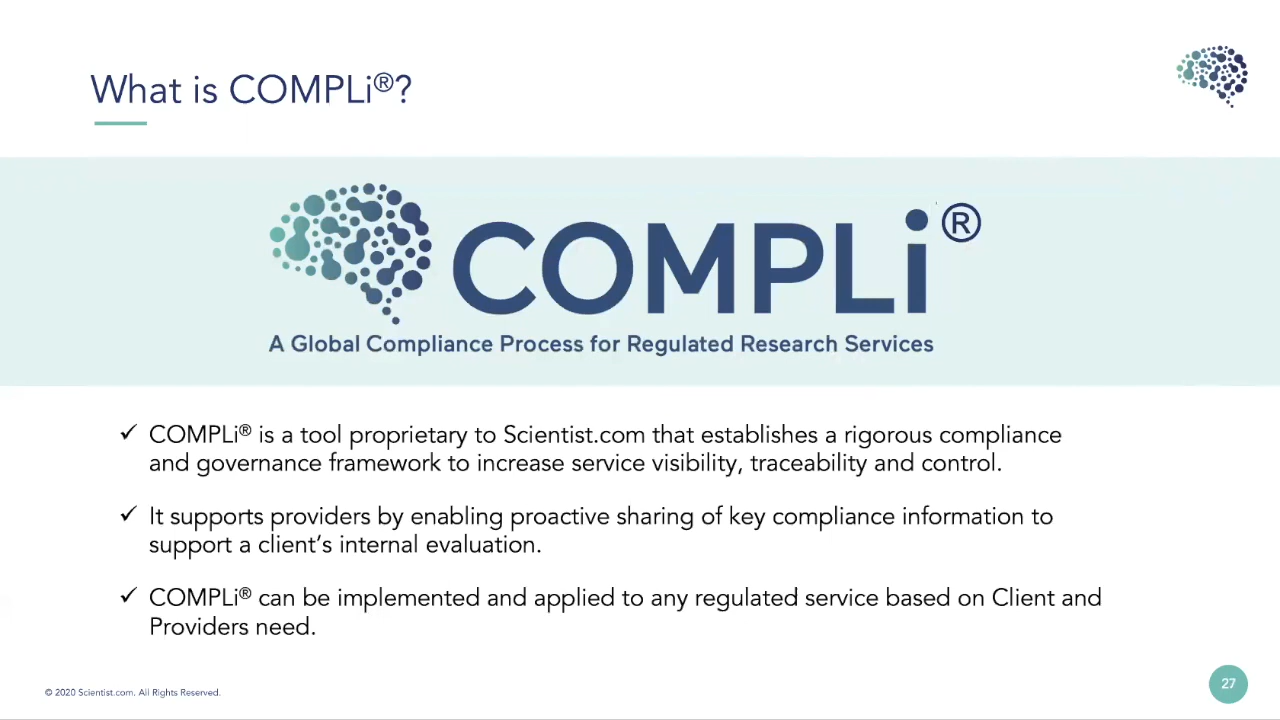 What is COMPLi®?
COMPLi®
A Global Compliance Process for Regulated Research Services
✓ COMPLi® is a tool proprietary to Scientist.com that establishes a rigorous compliance
and governance framework to increase service visibility, traceability and control.
✓ It supports providers by enabling proactive sharing of key compliance information to
support a client’s internal evaluation.
✓ COMPLi® can be implemented and applied to any regulated service based on Client and
Providers need.
© 2020 Scientist.com. All Rights Reserved.
27